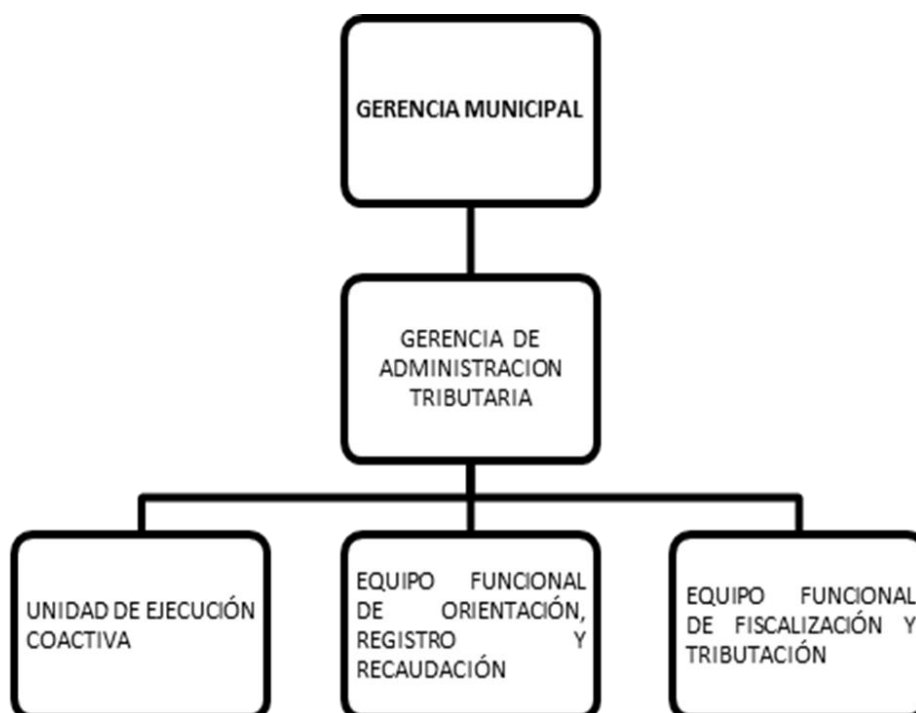 GERENCIA MUNICIPAL
GERENCIA DE
ADMINISTRACION
TRIBUTARIA
UNIDAD DE EJECUCIÓN
COACTIVA
EQUIPO FUNCIONAL
DE ORIENTACIÓN,
REGISTRO Y
RECAUDACIÓN
EQUIPO FUNCIONAL
DE FISCALIZACIÓN Y
TRIBUTACIÓN